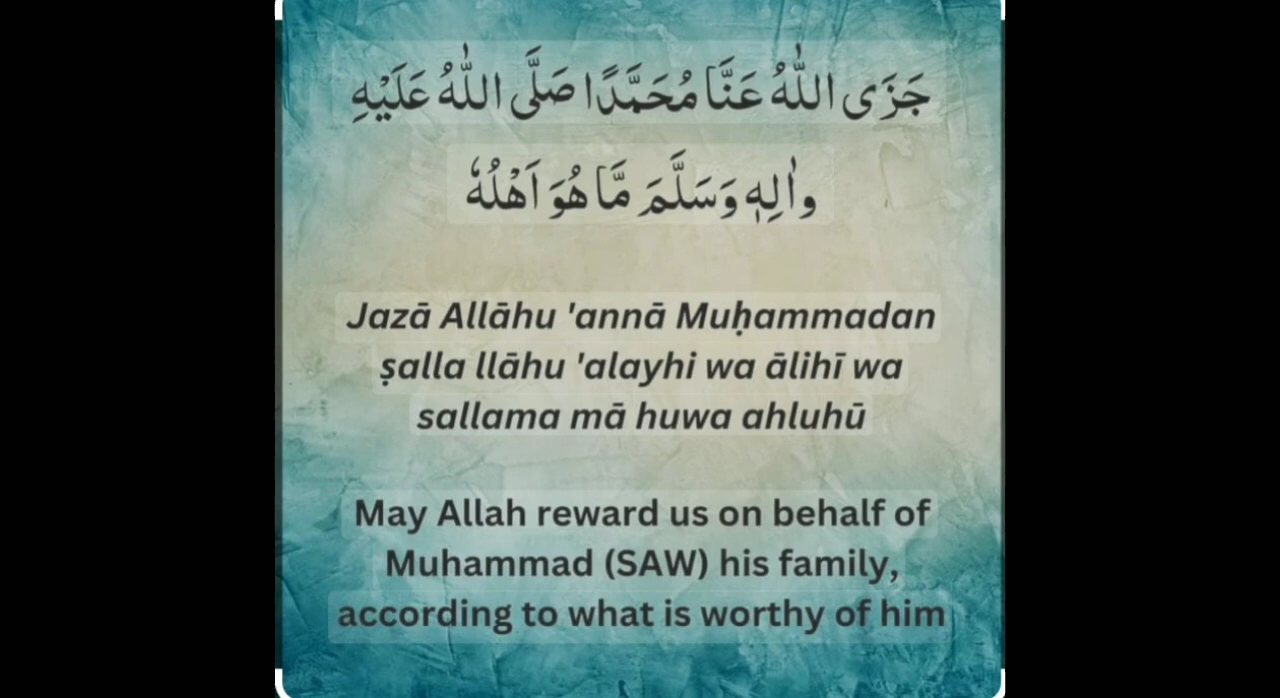 جَزَى اللّٰهُ عَنَّا مُحَمَّدًا صَلَّى اللّٰهُ عَلَيْهِ
واٰلِهٖ وَسَلَّمَ مَّا هُوَ اَهْلُهٗ
Jazā Allāhu 'annā Muḥammadan
ṣalla llāhu 'alayhi wa ālihī wa
sallama mā huwa ahluhū
May Allah reward us on behalf of
Muhammad (SAW) his family,
according to what is worthy of him